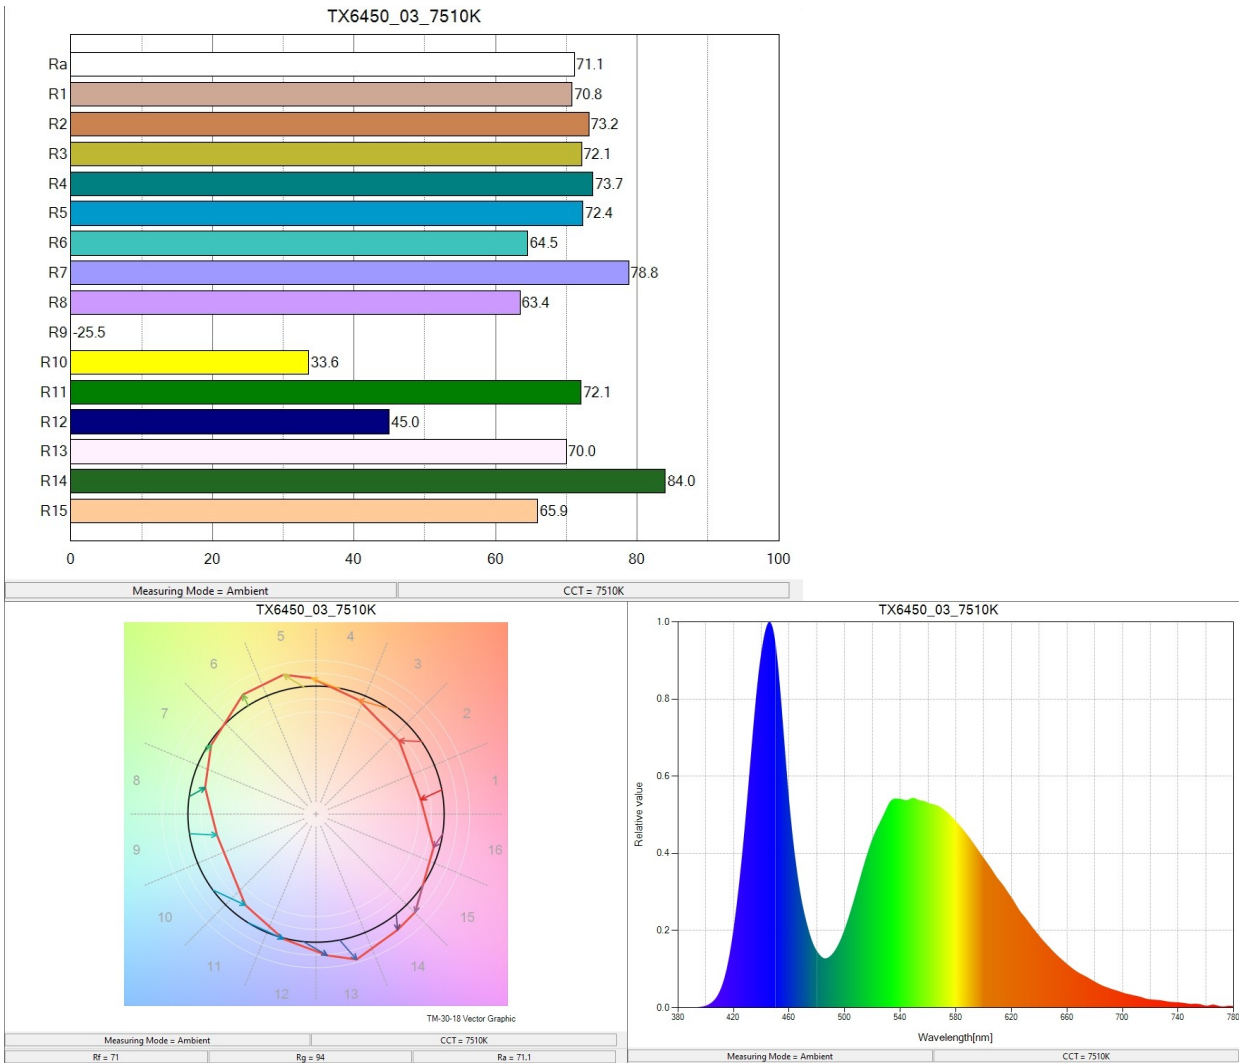 TX6450_03_7510K
Ra 71.1
R1 70.8
R2 73.2
R3 72.1
R4 73.7
R5 72.4
R6 64.5
R7 78.8
R8 63.4
R9 -25.5
R10 33.6
R11 72.1
R12 45.0
R13 70.0
R14 84.0
R15 65.9
0 20 40 60 80 100
Measuring Mode = Ambient CCT = 7510K
TX6450_03_7510K
5 4
6 3
7 2
8 1
9 16
10 15
11 14
12 13
TM-30-18 Vector Graphic
Measuring Mode = Ambient CCT = 7510K
Rf = 71 Rg = 94 Ra = 71.1
TX6450_03_7510K
1.0
0.8
0.6
0.4
0.2
0.0
Relative value
380 420 460 500 540 580 620 660 700 740 780
Wavelength[nm]
Measuring Mode = Ambient CCT = 7510K